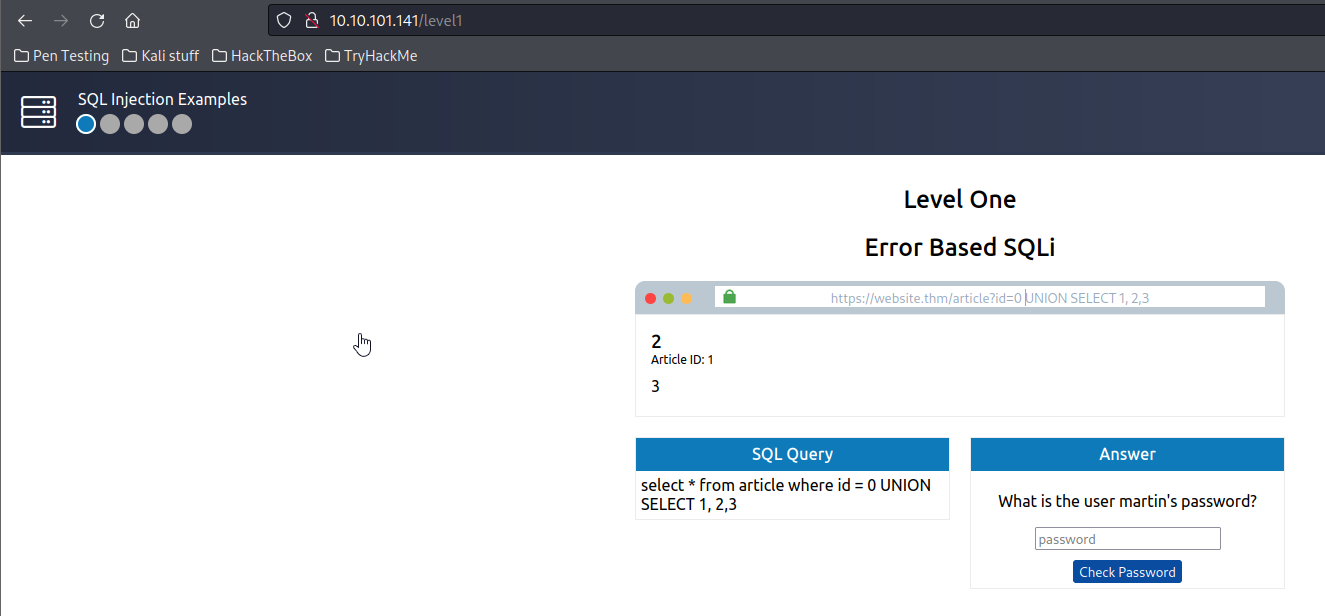 10.10.101.141/level1
Pen Testing Kali stuff HackTheBox TryHackMe
SQL Injection Examples
Level One
Error Based SQLi
https://website.thm/article?id=0 UNION SELECT 1, 2,3
2
Article ID: 1
3
SQL Query
select * from article where id = 0 UNION
SELECT 1, 2,3
Answer
What is the user martin's password?
password
Check Password